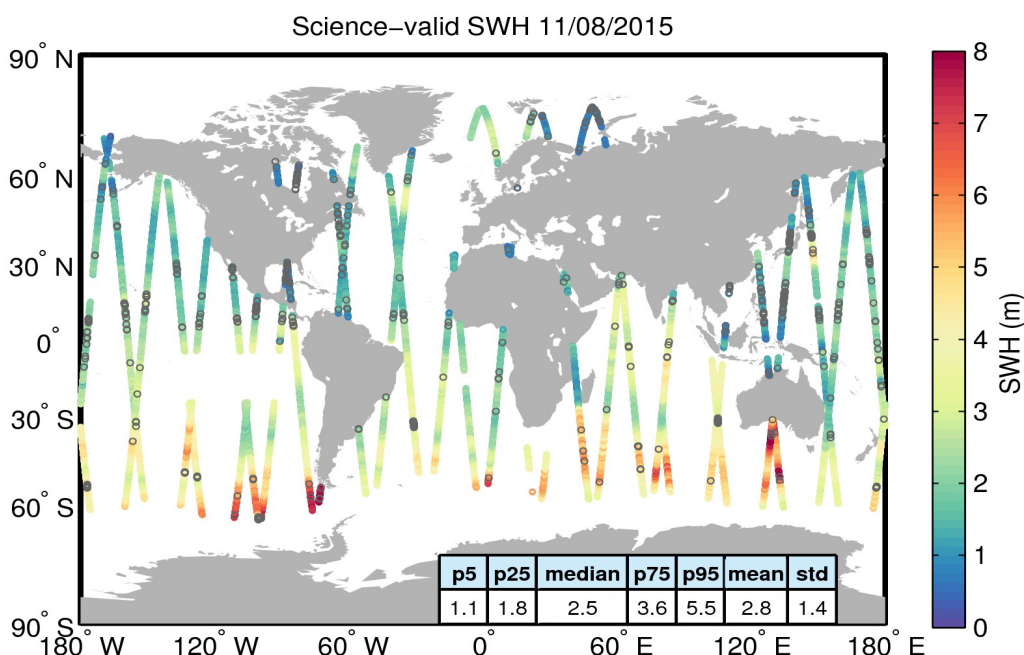 Science−valid SWH 11/08/2015
90° N
60° N
30° N
0°
30° S
60° S
90° S
180° W
120° W
60° W
0°
60° E
120° E
180° E
p5 p25 median p75 p95 mean std
1.1 1.8 2.5 3.6 5.5 2.8 1.4
8
7
6
5
4
3
2
1
0
SWH (m)